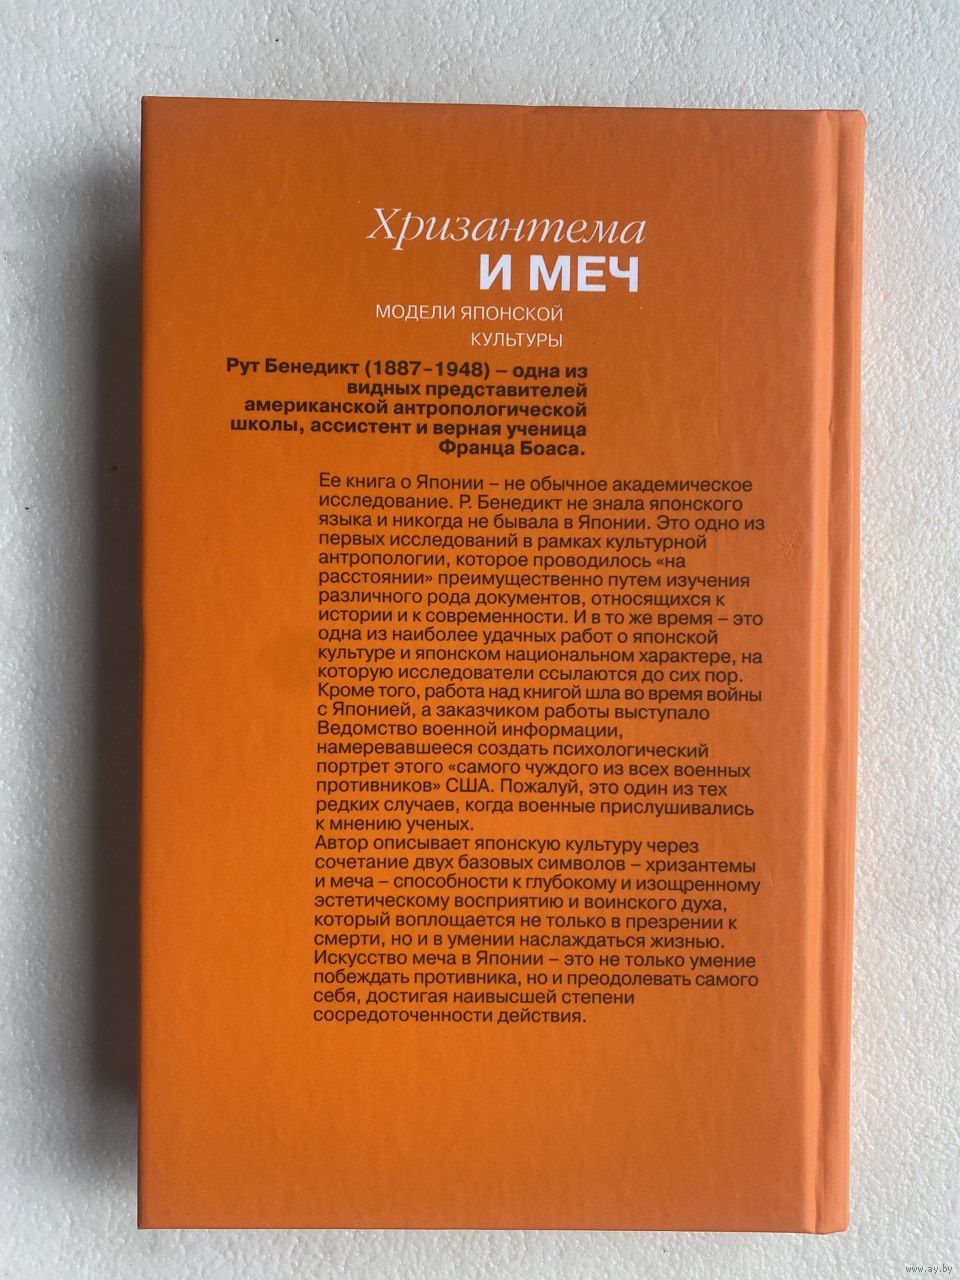 Хризантема
И МЕЧ
МОДЕЛИ ЯПОНСКОЙ
КУЛЬТУРЫ
Рут Бенедикт (1887–1948) – одна из
видных представителей
американской антропологической
школы, ассистент и верная ученица
Франца Боаса.
Ее книга о Японии – не обычное академическое
исследование. Р. Бенедикт не знала японского
языка и никогда не бывала в Японии. Это одно из
первых исследований в рамках культурной
антропологии, которое проводилось «на
расстоянии» преимущественно путем изучения
различного рода документов, относящихся к
истории и к современности. И в то же время – это
одна из наиболее удачных работ о японской
культуре и японском национальном характере, на
которую исследователи ссылаются до сих пор.
Кроме того, работа над книгой шла во время войны
с Японией, а заказчиком работы выступало
Ведомство военной информации,
намеревавшееся создать психологический
портрет этого «самого чуждого из всех военных
противников» США. Пожалуй, это один из тех
редких случаев, когда военные прислушивались
к мнению ученых.
Автор описывает японскую культуру через
сочетание двух базовых символов – хризантемы
и меча – способности к глубокому и изощренному
эстетическому восприятию и воинского духа,
который воплощается не только в презрении к
смерти, но и в умении наслаждаться жизнью.
Искусство меча в Японии – это не только умение
побеждать противника, но и преодолевать самого
себя, достигая наивысшей степени
сосредоточенности действия.
www.ay.by